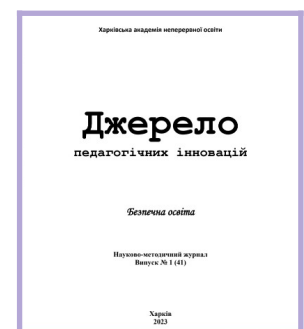 Харківська академія неперервної освіти
Джерело
педагогічних інновацій
Безпечна освіта
Науково-методичний журнал
Випуск № 1 (41)
Харків
2023